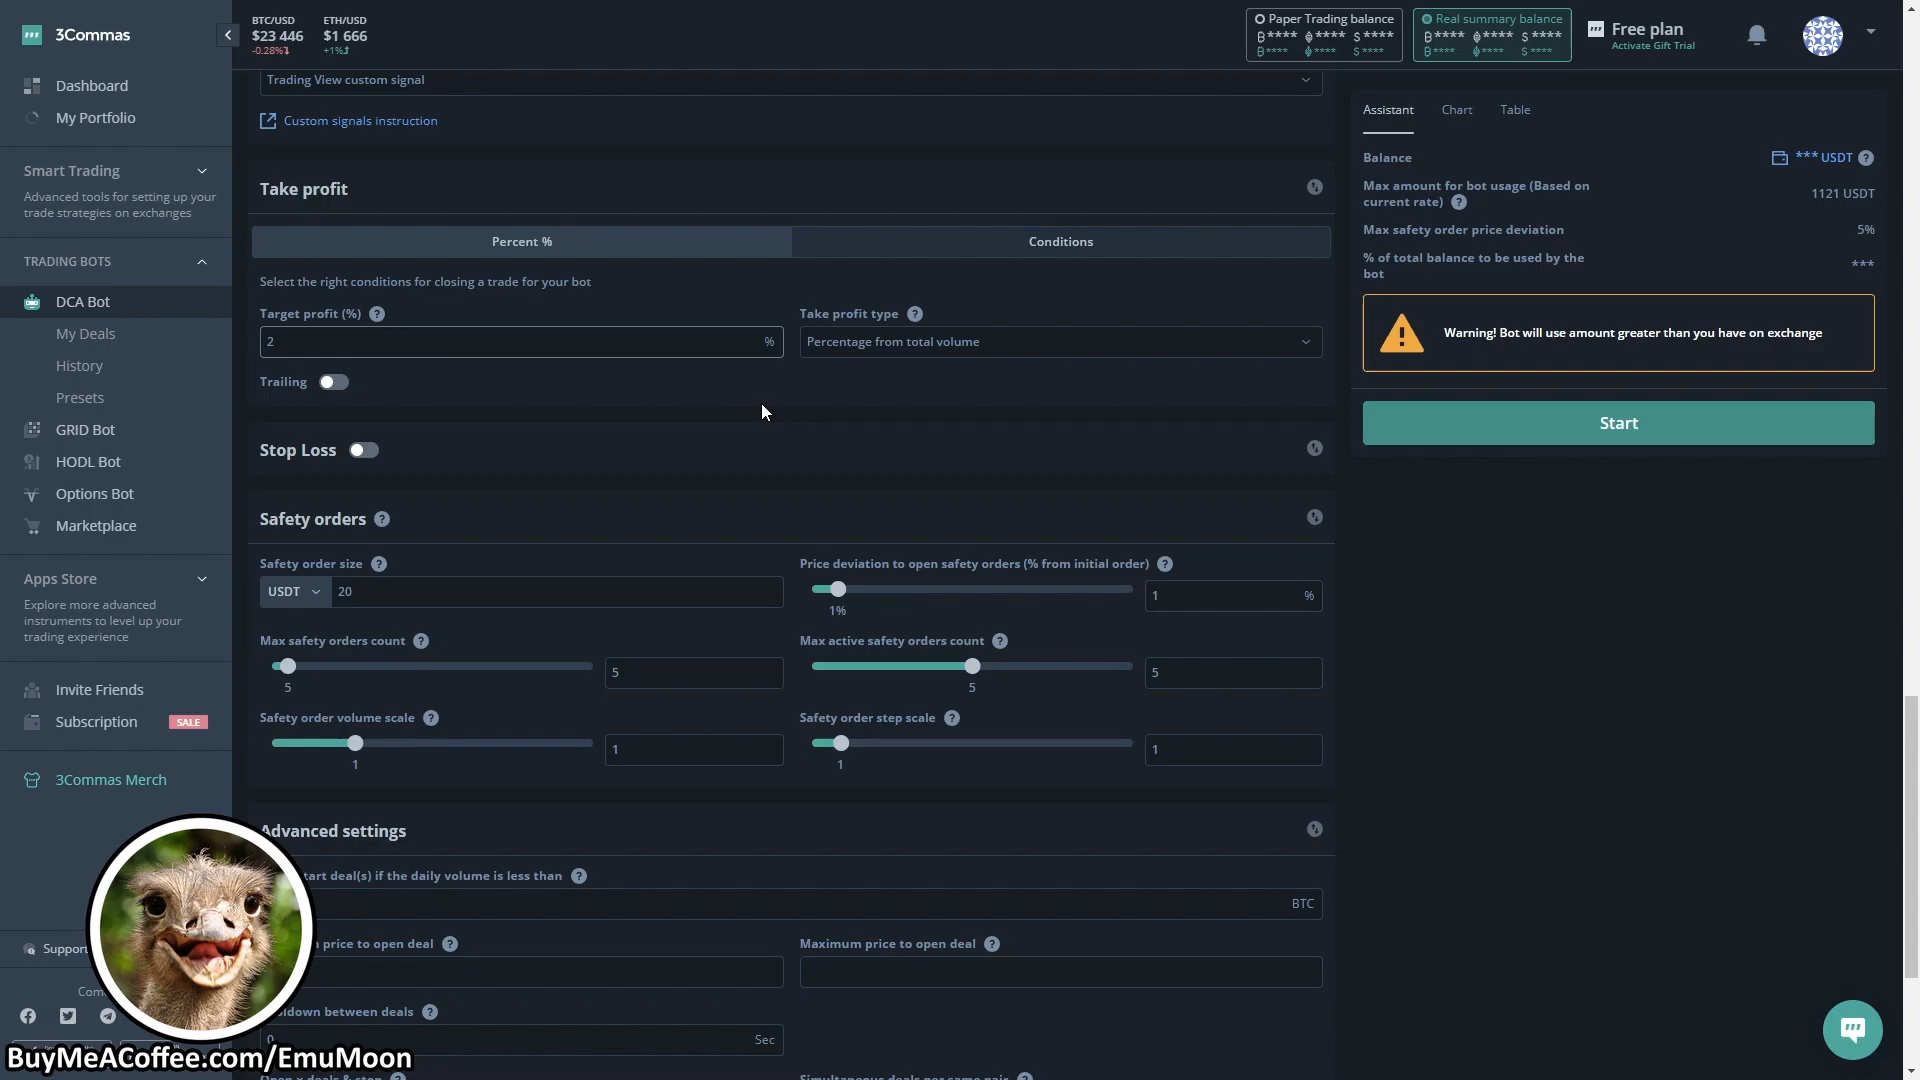 3Commas
BTC/USD
$23 446
-0.28%
ETH/USD
$1 666
+1%
Paper Trading balance
**** **** $ ****
**** **** $ ****
Real summary balance
**** **** $ ****
**** **** $ ****
Free plan
Activate Gift Trial
Dashboard
My Portfolio
Smart Trading
Advanced tools for setting up your
trade strategies on exchanges
TRADING BOTS
DCA Bot
My Deals
History
Presets
GRID Bot
HODL Bot
Options Bot
Marketplace
Apps Store
Explore more advanced
instruments to level up your
trading experience
Invite Friends
Subscription SALE
3Commas Merch
Support
Com
BuyMeACoffee.com/EmuMoon
Trading View custom signal
Custom signals instruction
Take profit
Percent %
Conditions
Select the right conditions for closing a trade for your bot
Target profit (%) ?
2 %
Take profit type ?
Percentage from total volume
Trailing
Stop Loss
Safety orders ?
Safety order size ?
USDT 20
Price deviation to open safety orders (% from initial order) ?
1%
1 %
Max safety orders count ?
5
5
Max active safety orders count ?
5
5
Safety order volume scale ?
1
1
Safety order step scale ?
1
1
Advanced settings
tart deal(s) if the daily volume is less than ?
BTC
price to open deal ?
Maximum price to open deal ?
ldown between deals ?
0 Sec
Open x deals & stop ?
Simultaneous deals per same pair ?
Assistant
Chart
Table
Balance
*** USDT ?
Max amount for bot usage (Based on
current rate) ?
1121 USDT
Max safety order price deviation
5%
% of total balance to be used by the
bot
***
Warning! Bot will use amount greater than you have on exchange
Start